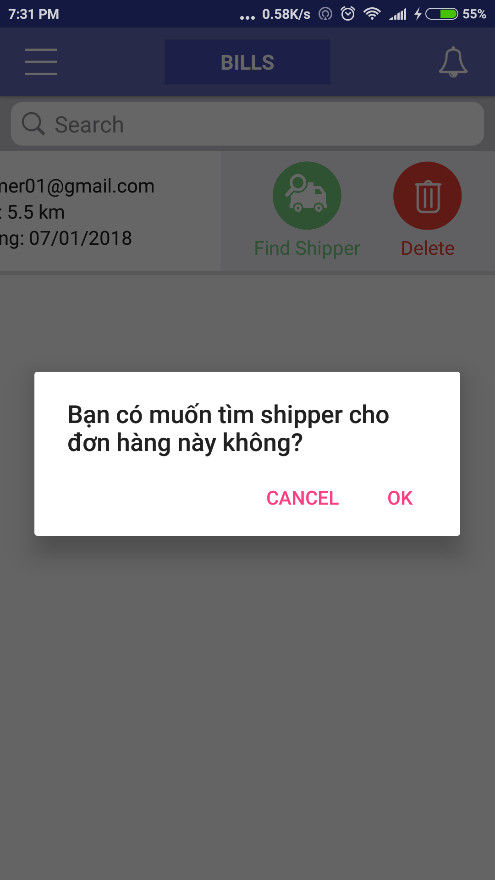 7:31 PM
... 0.58K/s
55%
BILLS
Search
mer01@gmail.com
: 5.5 km
ng: 07/01/2018
Find Shipper
Delete
Bạn có muốn tìm shipper cho
đơn hàng này không?
CANCEL
OK